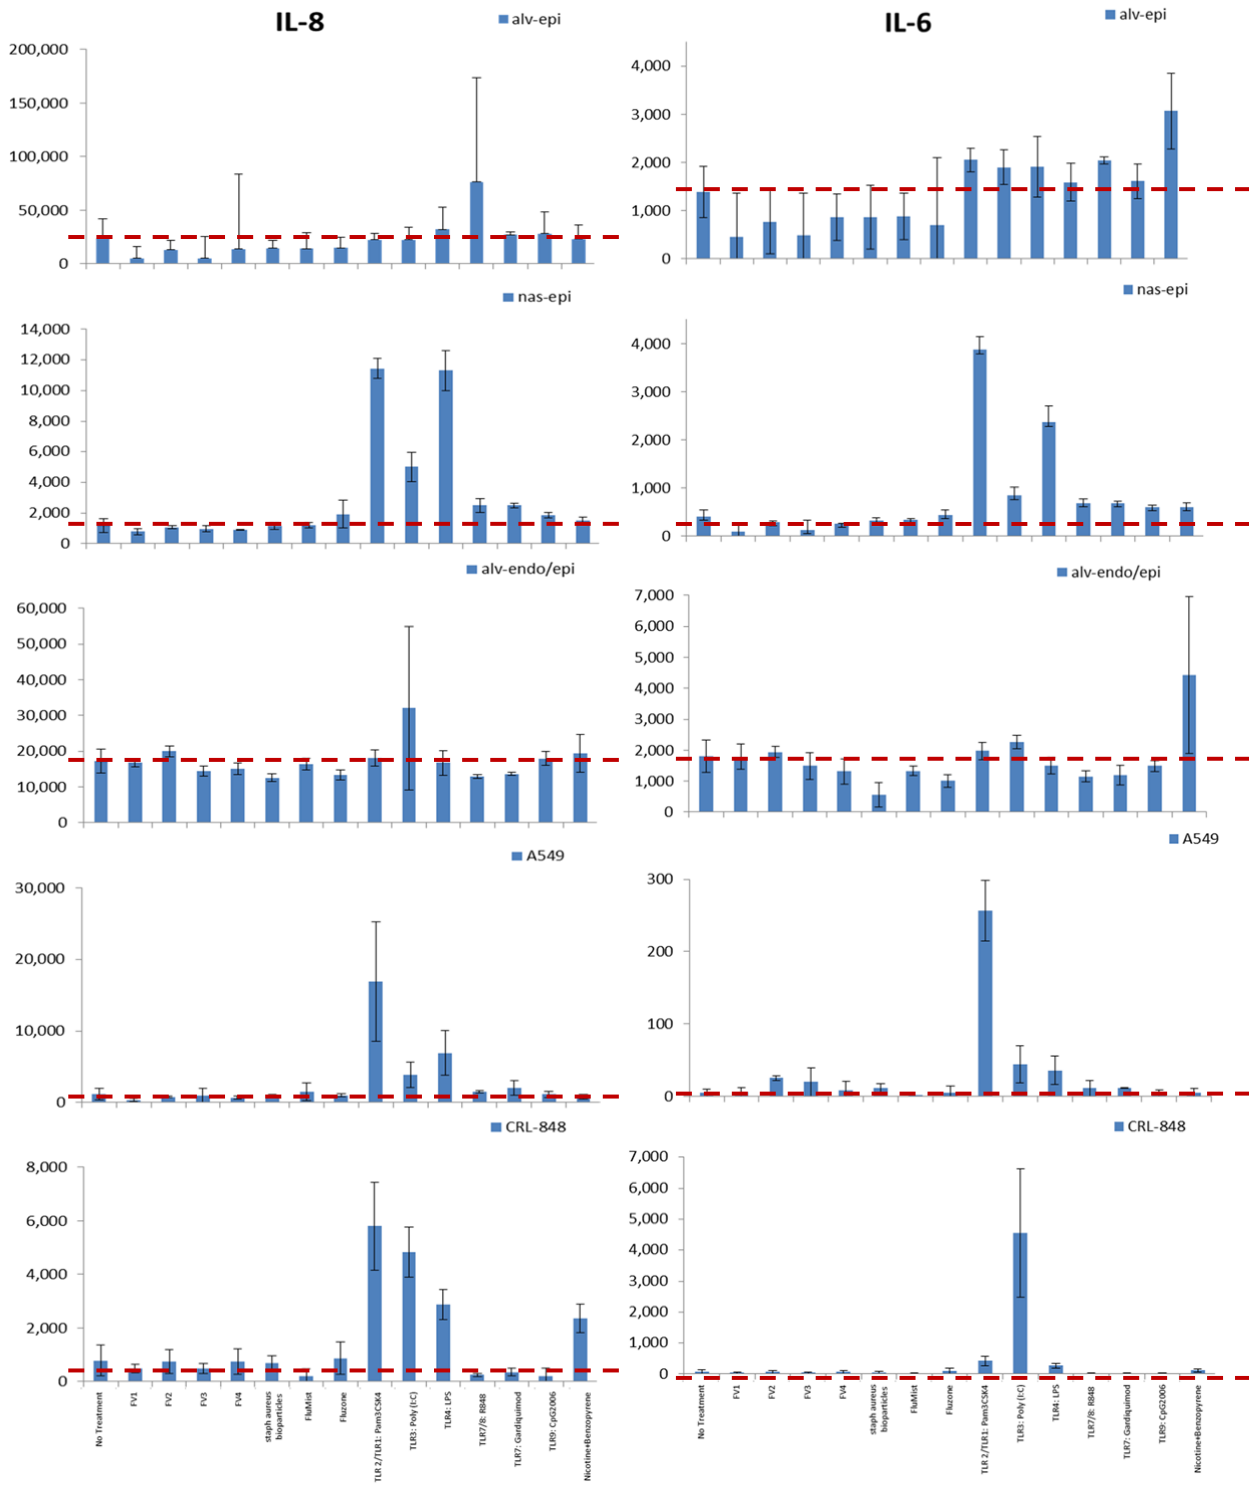 IL-8
IL-6
alv-epi
200,000
150,000
100,000
50,000
0
alv-epi
4,000
3,000
2,000
1,000
0
nas-epi
14,000
12,000
10,000
8,000
6,000
4,000
2,000
0
nas-epi
4,000
3,000
2,000
1,000
0
alv-endo/epi
60,000
50,000
40,000
30,000
20,000
10,000
0
alv-endo/epi
7,000
6,000
5,000
4,000
3,000
2,000
1,000
0
A549
30,000
20,000
10,000
0
A549
300
200
100
0
CRL-848
8,000
6,000
4,000
2,000
0
No Treatment
FV1
FV2
FV3
FV4
staph aureus
bioparticles
FluMist
Fluzone
TLR 2/TLR1: Pam3CSK4
TLR3: Poly (I:C)
TLR4: LPS
TLR7/8: R848
TLR7: Gardiquimod
TLR9: CpG2006
Nicotine+Benzopyrene
CRL-848
7,000
6,000
5,000
4,000
3,000
2,000
1,000
0
No Treatment
FV1
FV2
FV3
FV4
staph aureus
bioparticles
FluMist
Fluzone
TLR 2/TLR1: Pam3CSK4
TLR3: Poly (I:C)
TLR4: LPS
TLR7/8: R848
TLR7: Gardiquimod
TLR9: CpG2006
Nicotine+Benzopyrene